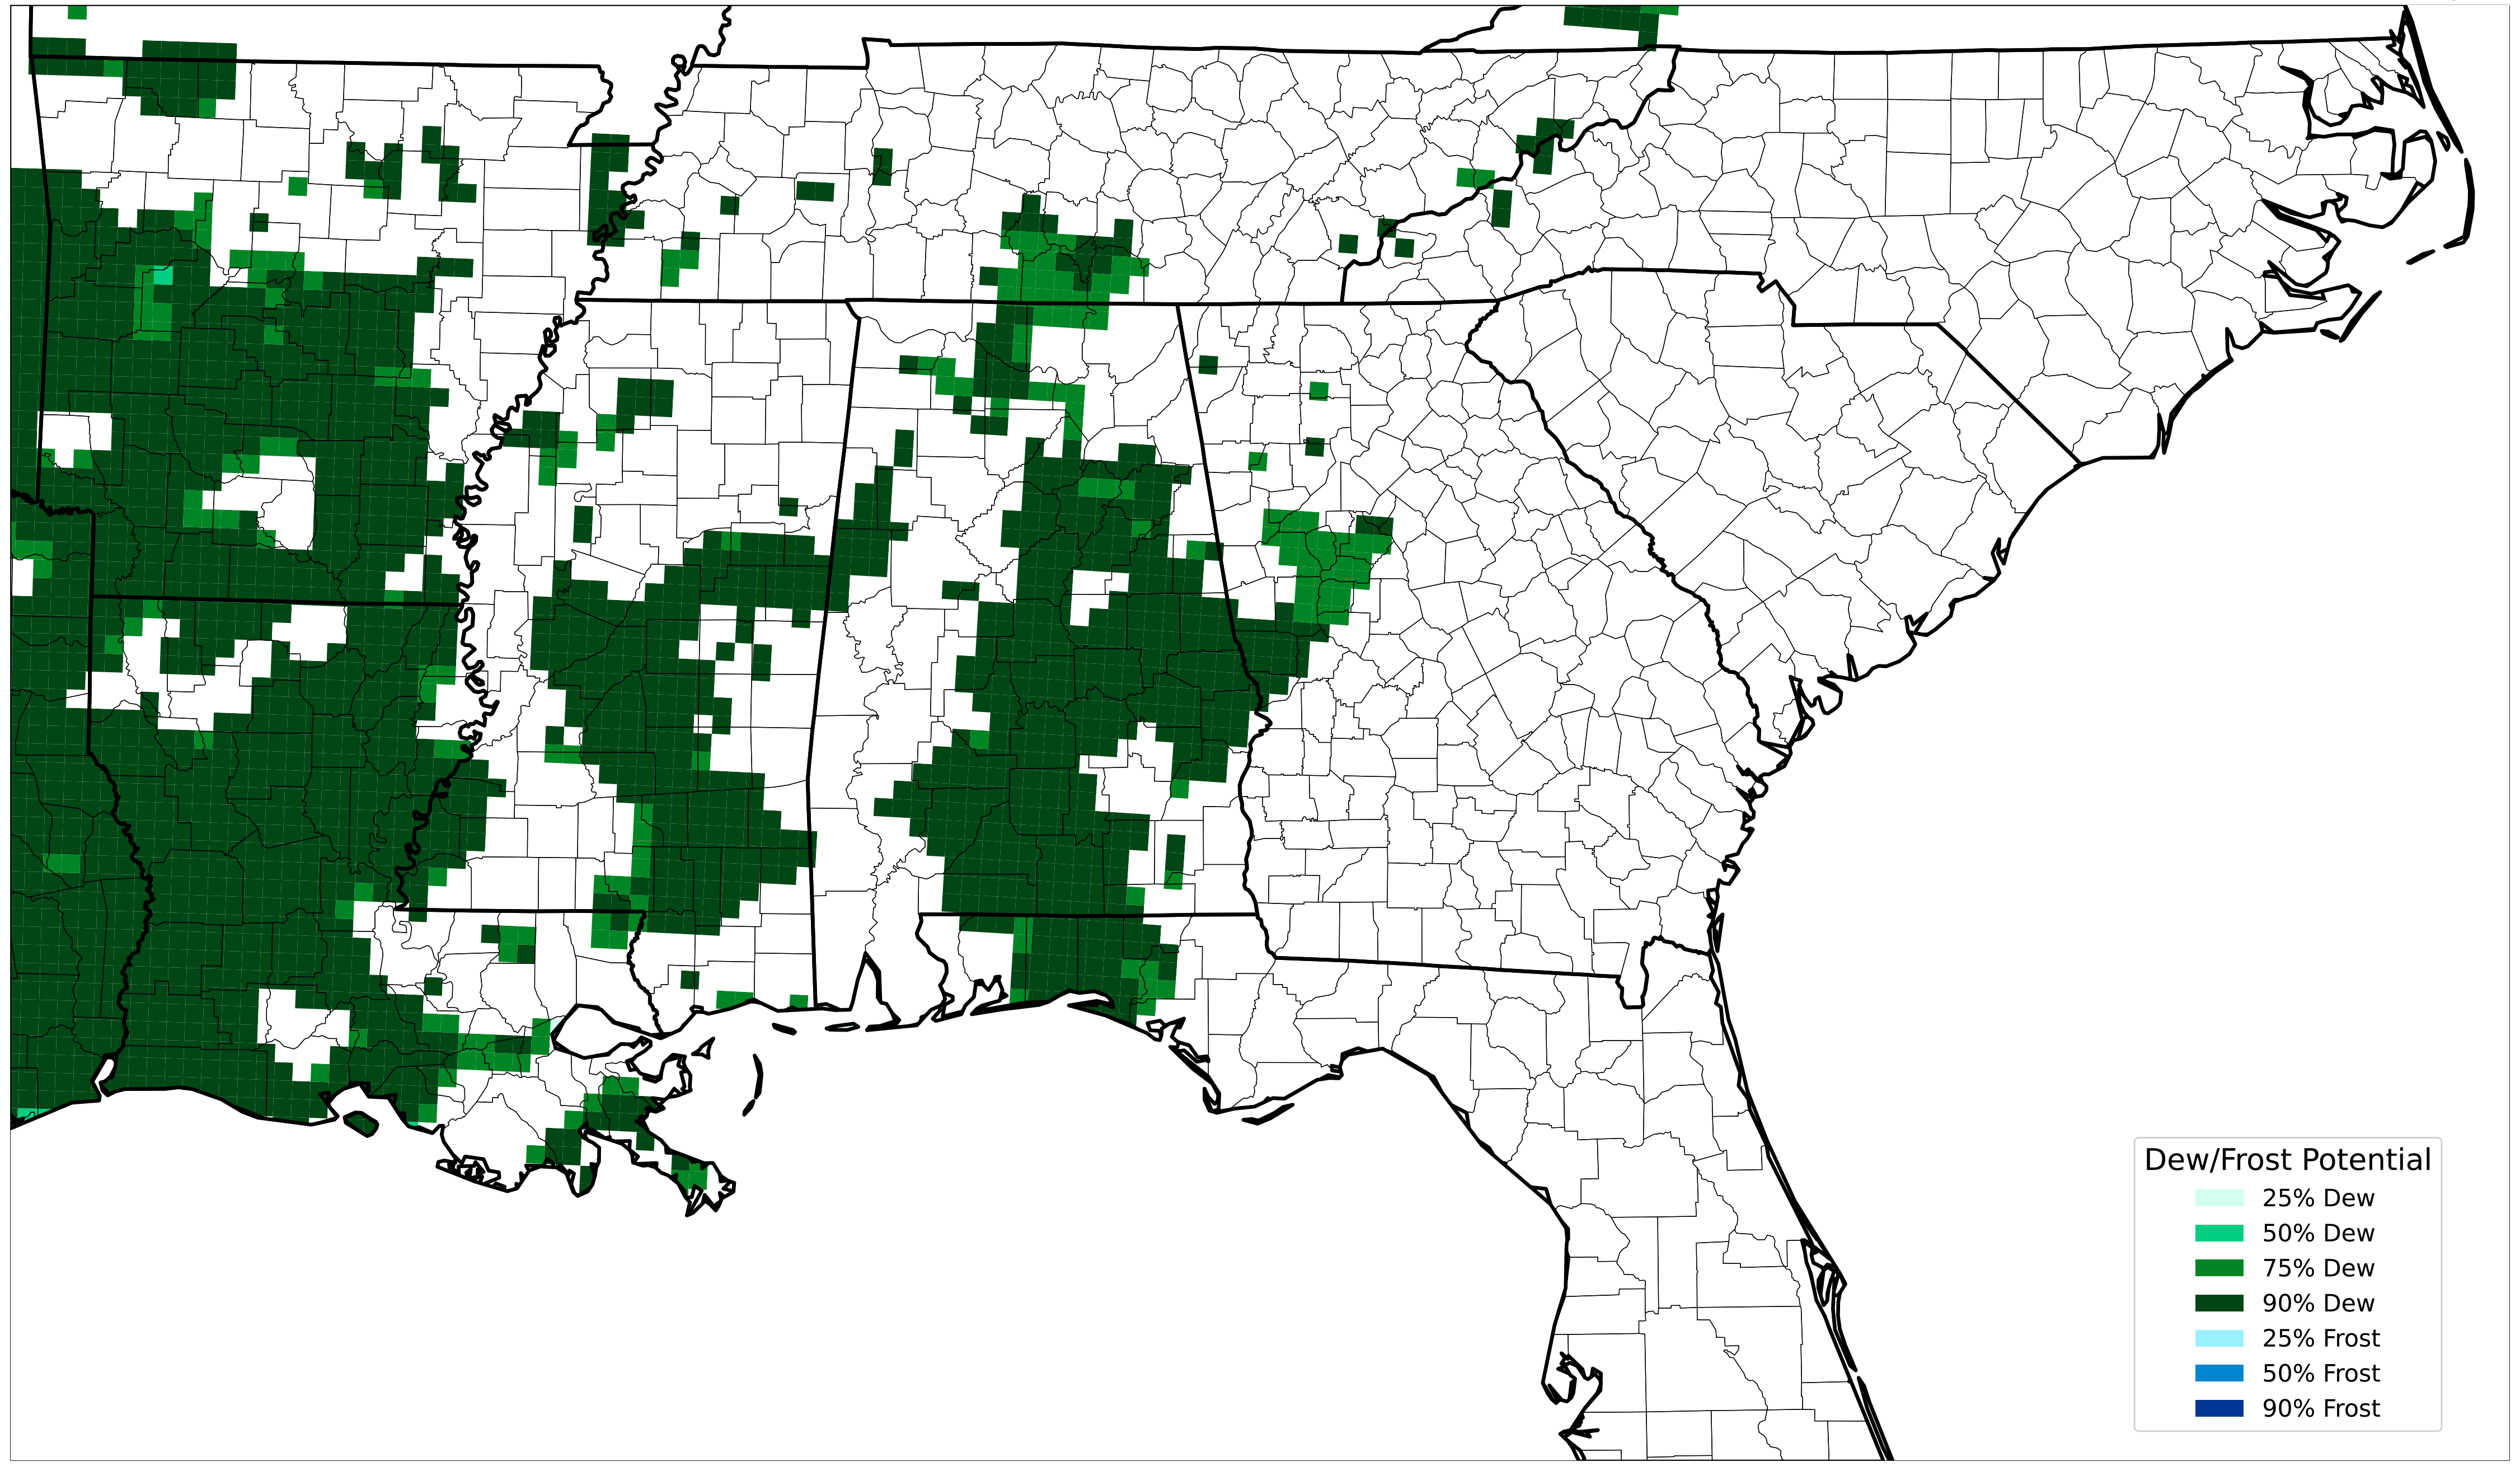 Dew/Frost Potential
25% Dew
50% Dew
75% Dew
90% Dew
25% Frost
50% Frost
90% Frost